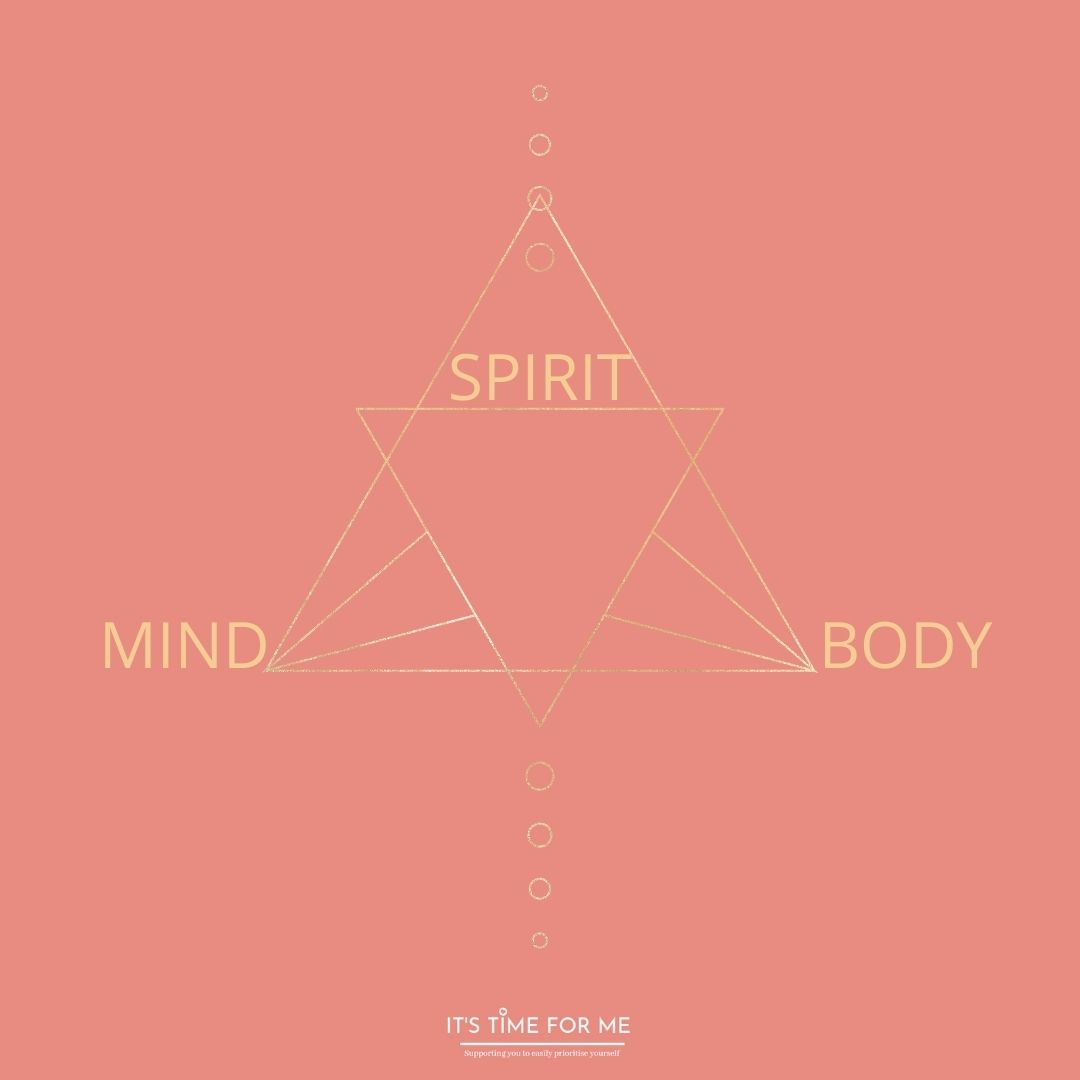 SPIRIT
MIND BODY
IT'S TIME FOR ME
Supporting you to easily prioritise yourself